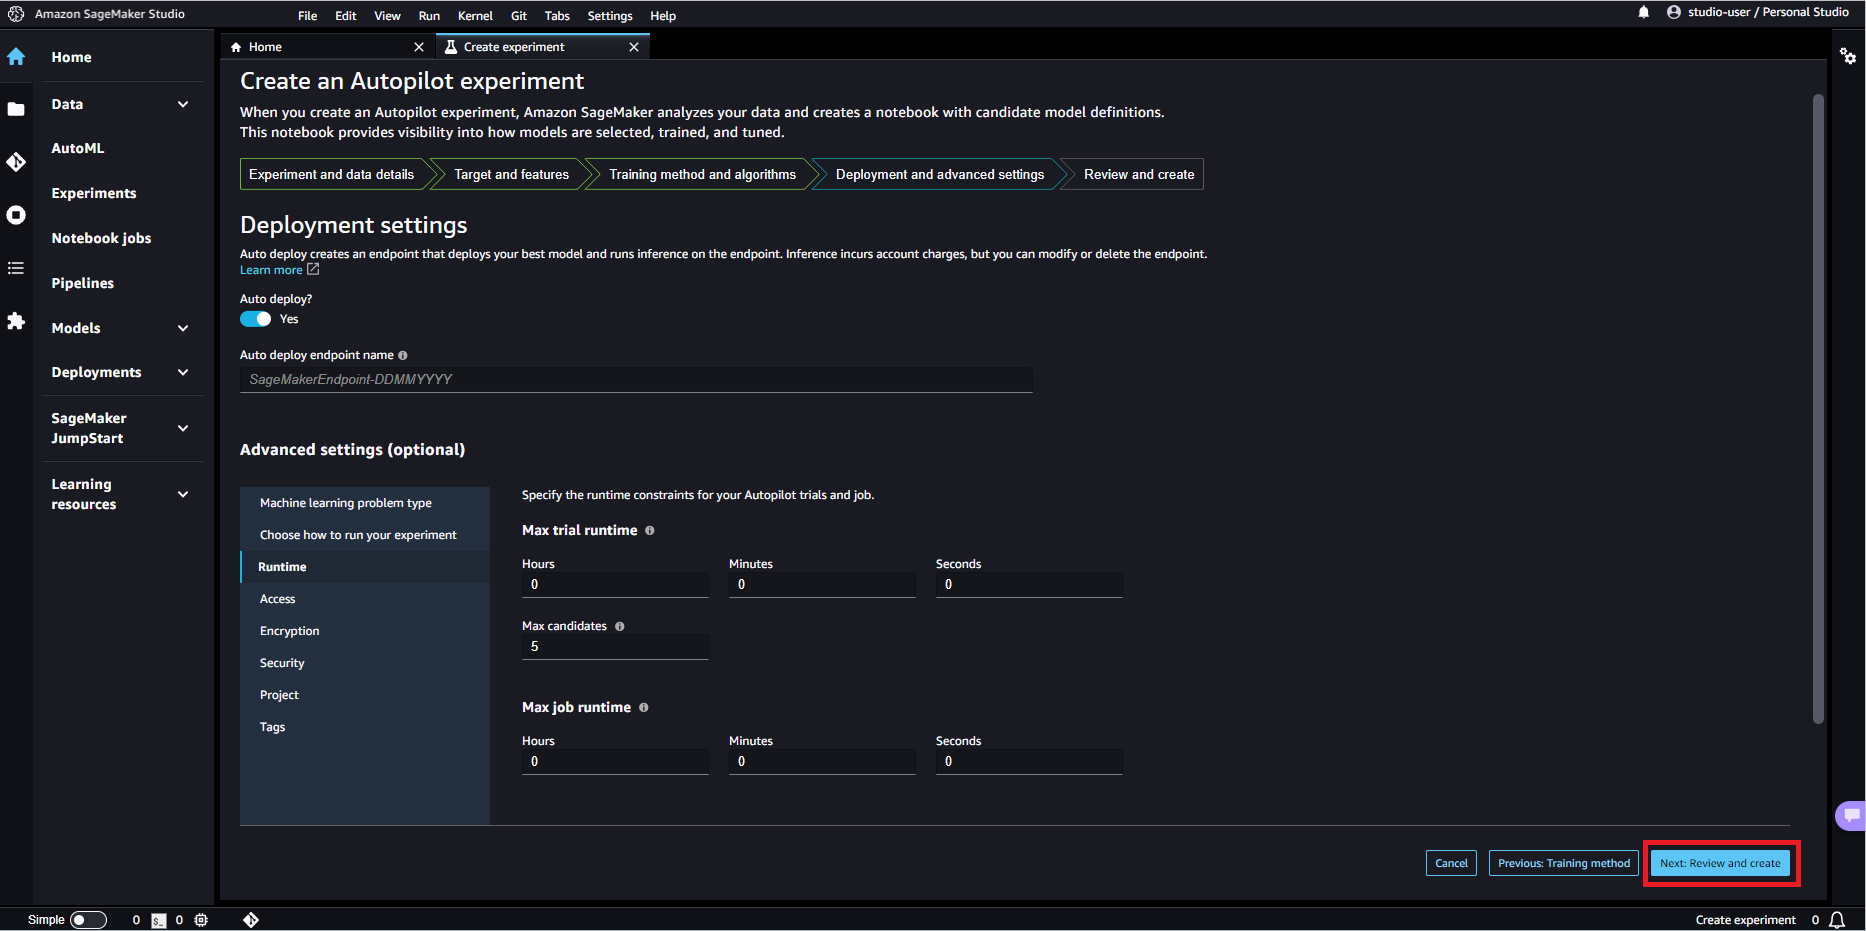 Amazon SageMaker Studio
File Edit View Run Kernel Git Tabs Settings Help
studio-user / Personal Studio
Home
Data
AutoML
Experiments
Notebook jobs
Pipelines
Models
Deployments
SageMaker
JumpStart
Learning
resources
Home
Create experiment
Create an Autopilot experiment
When you create an Autopilot experiment, Amazon SageMaker analyzes your data and creates a notebook with candidate model definitions.
This notebook provides visibility into how models are selected, trained, and tuned.
Experiment and data details
Target and features
Training method and algorithms
Deployment and advanced settings
Review and create
Deployment settings
Auto deploy creates an endpoint that deploys your best model and runs inference on the endpoint. Inference incurs account charges, but you can modify or delete the endpoint.
Learn more
Auto deploy?
Yes
Auto deploy endpoint name
SageMakerEndpoint-DDMMYYYY
Advanced settings (optional)
Machine learning problem type
Choose how to run your experiment
Runtime
Access
Encryption
Security
Project
Tags
Specify the runtime constraints for your Autopilot trials and job.
Max trial runtime
Hours Minutes Seconds
0 0 0
Max candidates
5
Max job runtime
Hours Minutes Seconds
0 0 0
Cancel
Previous: Training method
Next: Review and create
Simple 0 $_ 0
Create experiment 0